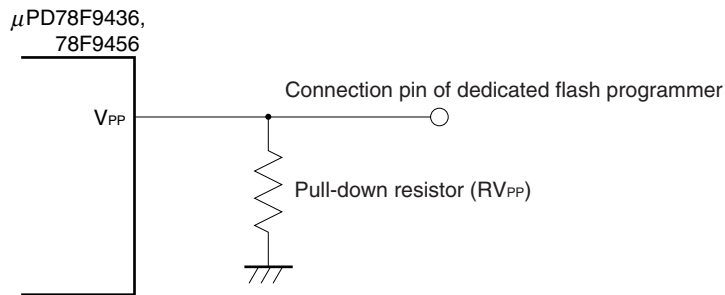 μPD78F9436,
78F9456
Connection pin of dedicated flash programmer
VPP
Pull-down resistor (RVPP)